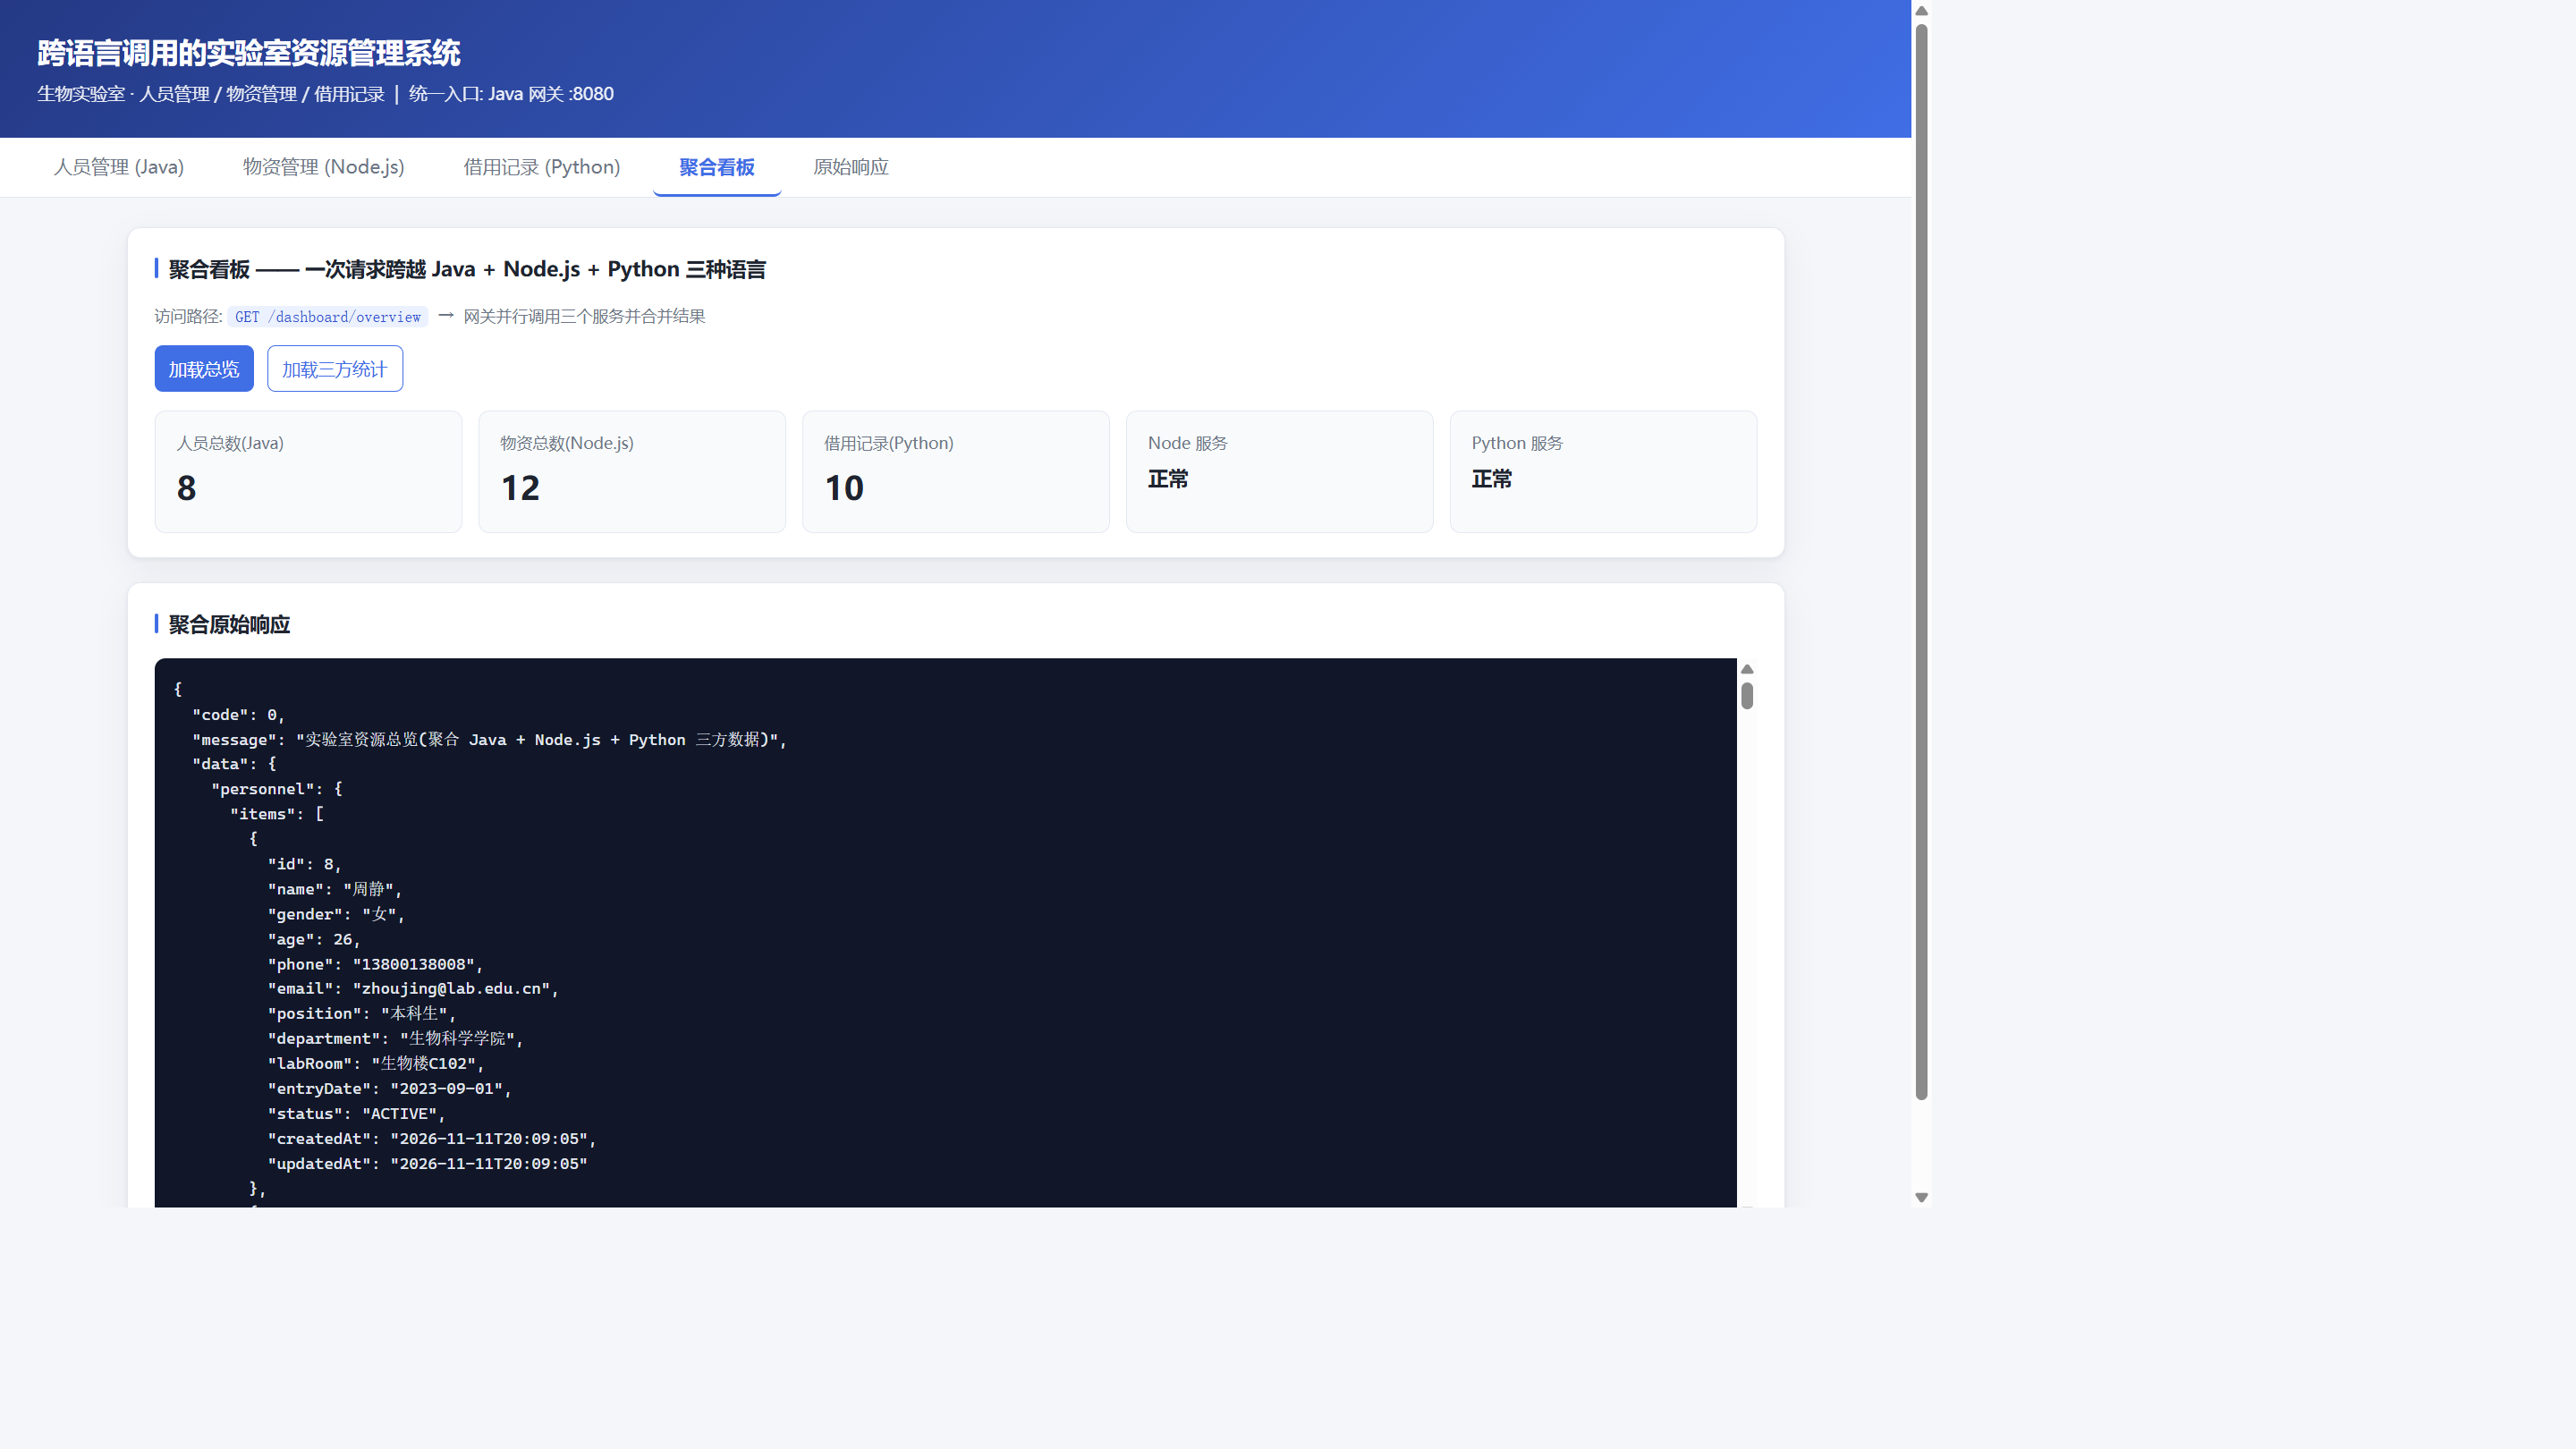 跨语言调用的实验室资源管理系统
生物实验室 · 人员管理 / 物资管理 / 借用记录 | 统一入口: Java 网关 :8080
人员管理 (Java) 物资管理 (Node.js) 借用记录 (Python) 聚合看板 原始响应
聚合看板 —— 一次请求跨越 Java + Node.js + Python 三种语言
访问路径: GET /dashboard/overview → 网关并行调用三个服务并合并结果
加载总览 加载三方统计
人员总数(Java) 物资总数(Node.js) 借用记录(Python) Node 服务 Python 服务
8 12 10 正常 正常
聚合原始响应
{
"code": 0,
"message": "实验室资源总览(聚合 Java + Node.js + Python 三方数据)",
"data": {
"personnel": {
"items": [
{
"id": 8,
"name": "周静",
"gender": "女",
"age": 26,
"phone": "13800138008",
"email": "zhoujing@lab.edu.cn",
"position": "本科生",
"department": "生物科学学院",
"labRoom": "生物楼C102",
"entryDate": "2023-09-01",
"status": "ACTIVE",
"createdAt": "2026-11-11T20:09:05",
"updatedAt": "2026-11-11T20:09:05"
},